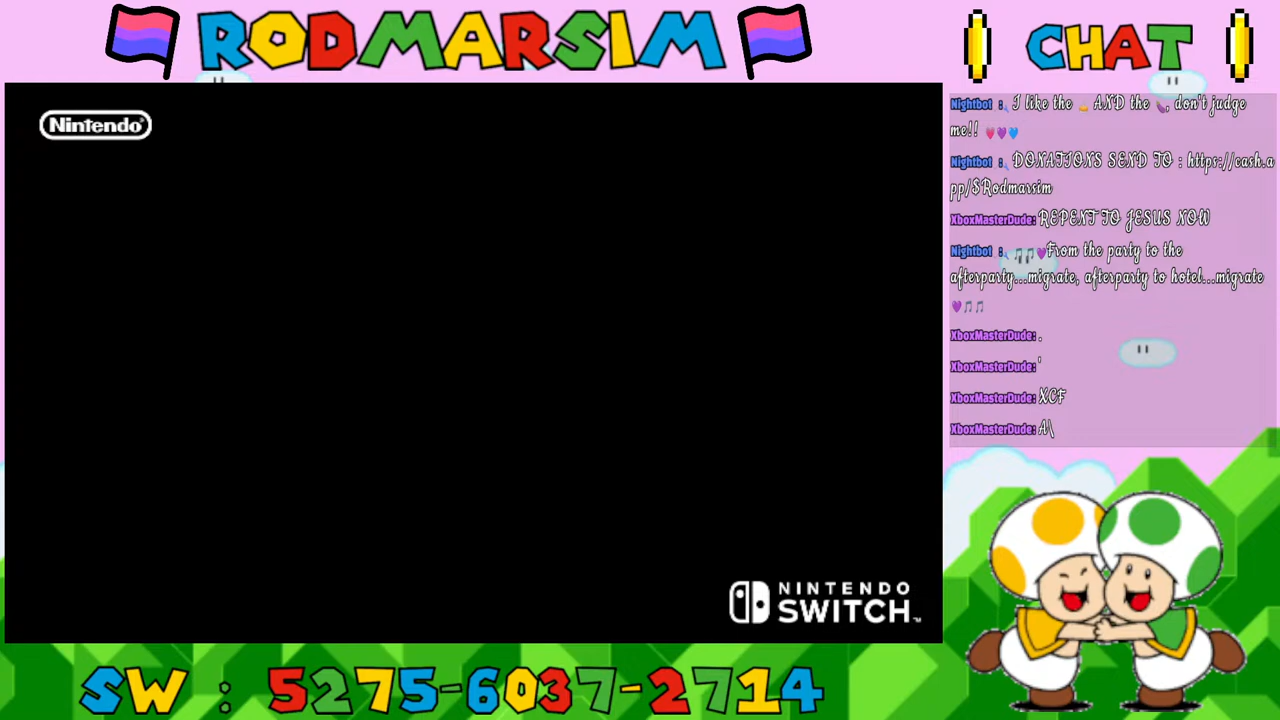 RODMARSIM
CHAT
Nintendo
Nightbot : I like the 🫴 AND the 🍆, don't judge
me!! 💗💜💙
Nightbot : DONATIONS SEND TO : https://cash.a
pp/$Rodmarsim
XboxMasterDude: REPENT TO JESUS NOW
Nightbot : 🎵🎵💜From the party to the
afterparty...migrate, afterparty to hotel...migrate
💜🎵🎵
XboxMasterDude: .
XboxMasterDude: '
XboxMasterDude: XCF
XboxMasterDude: A\
NINTENDO
SWITCH™
SW : 5275-6037-2714